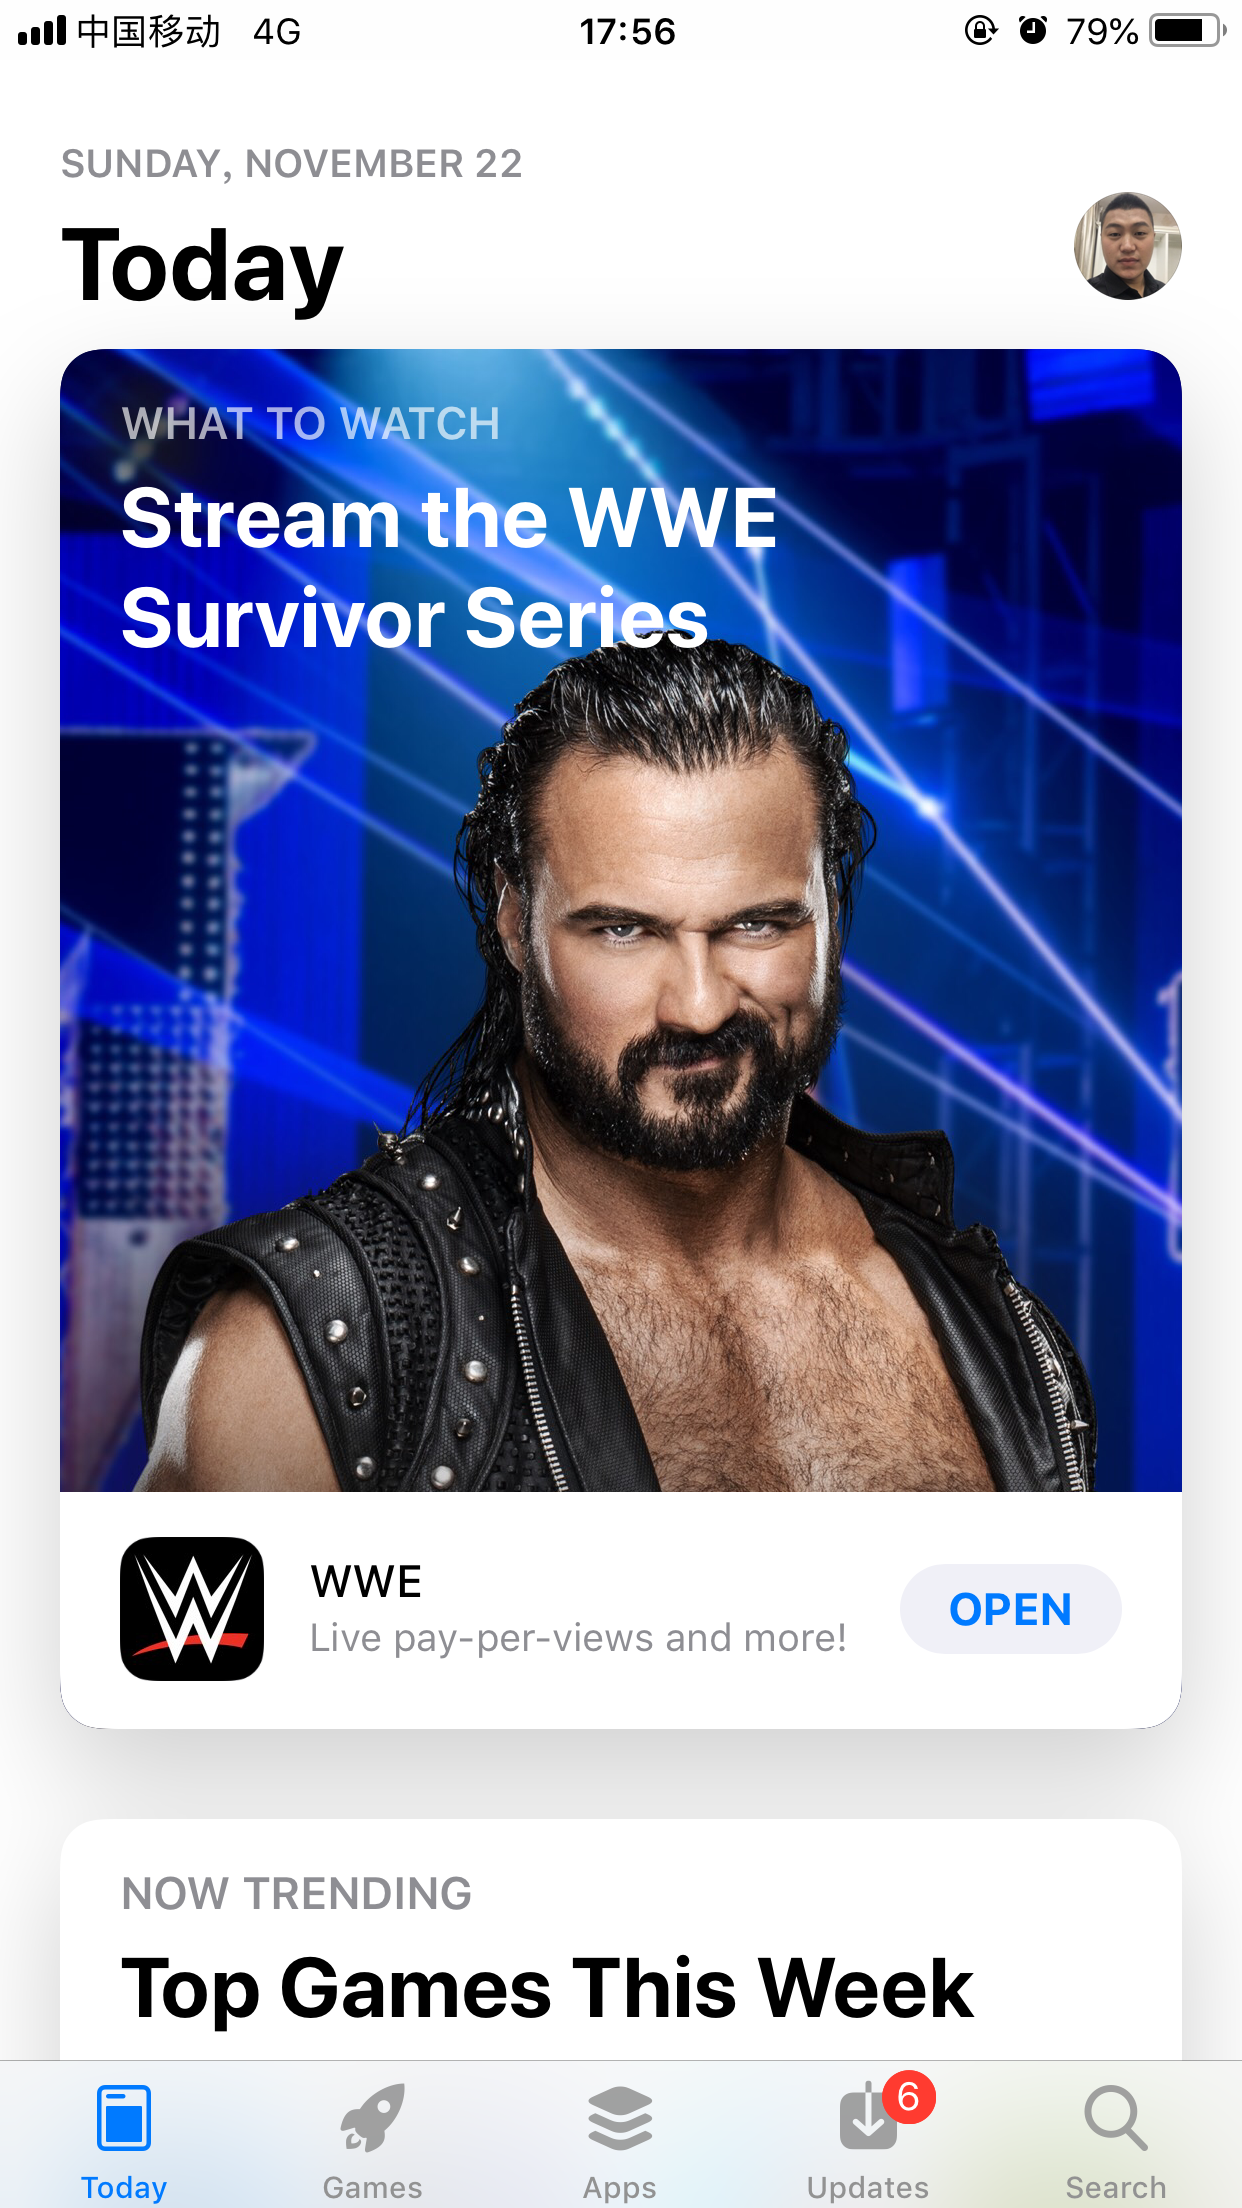 中国移动 4G 17:56 79%
SUNDAY, NOVEMBER 22
Today
WHAT TO WATCH
Stream the WWE
Survivor Series
WWE
Live pay-per-views and more!
OPEN
NOW TRENDING
Top Games This Week
6
Today Games Apps Updates Search